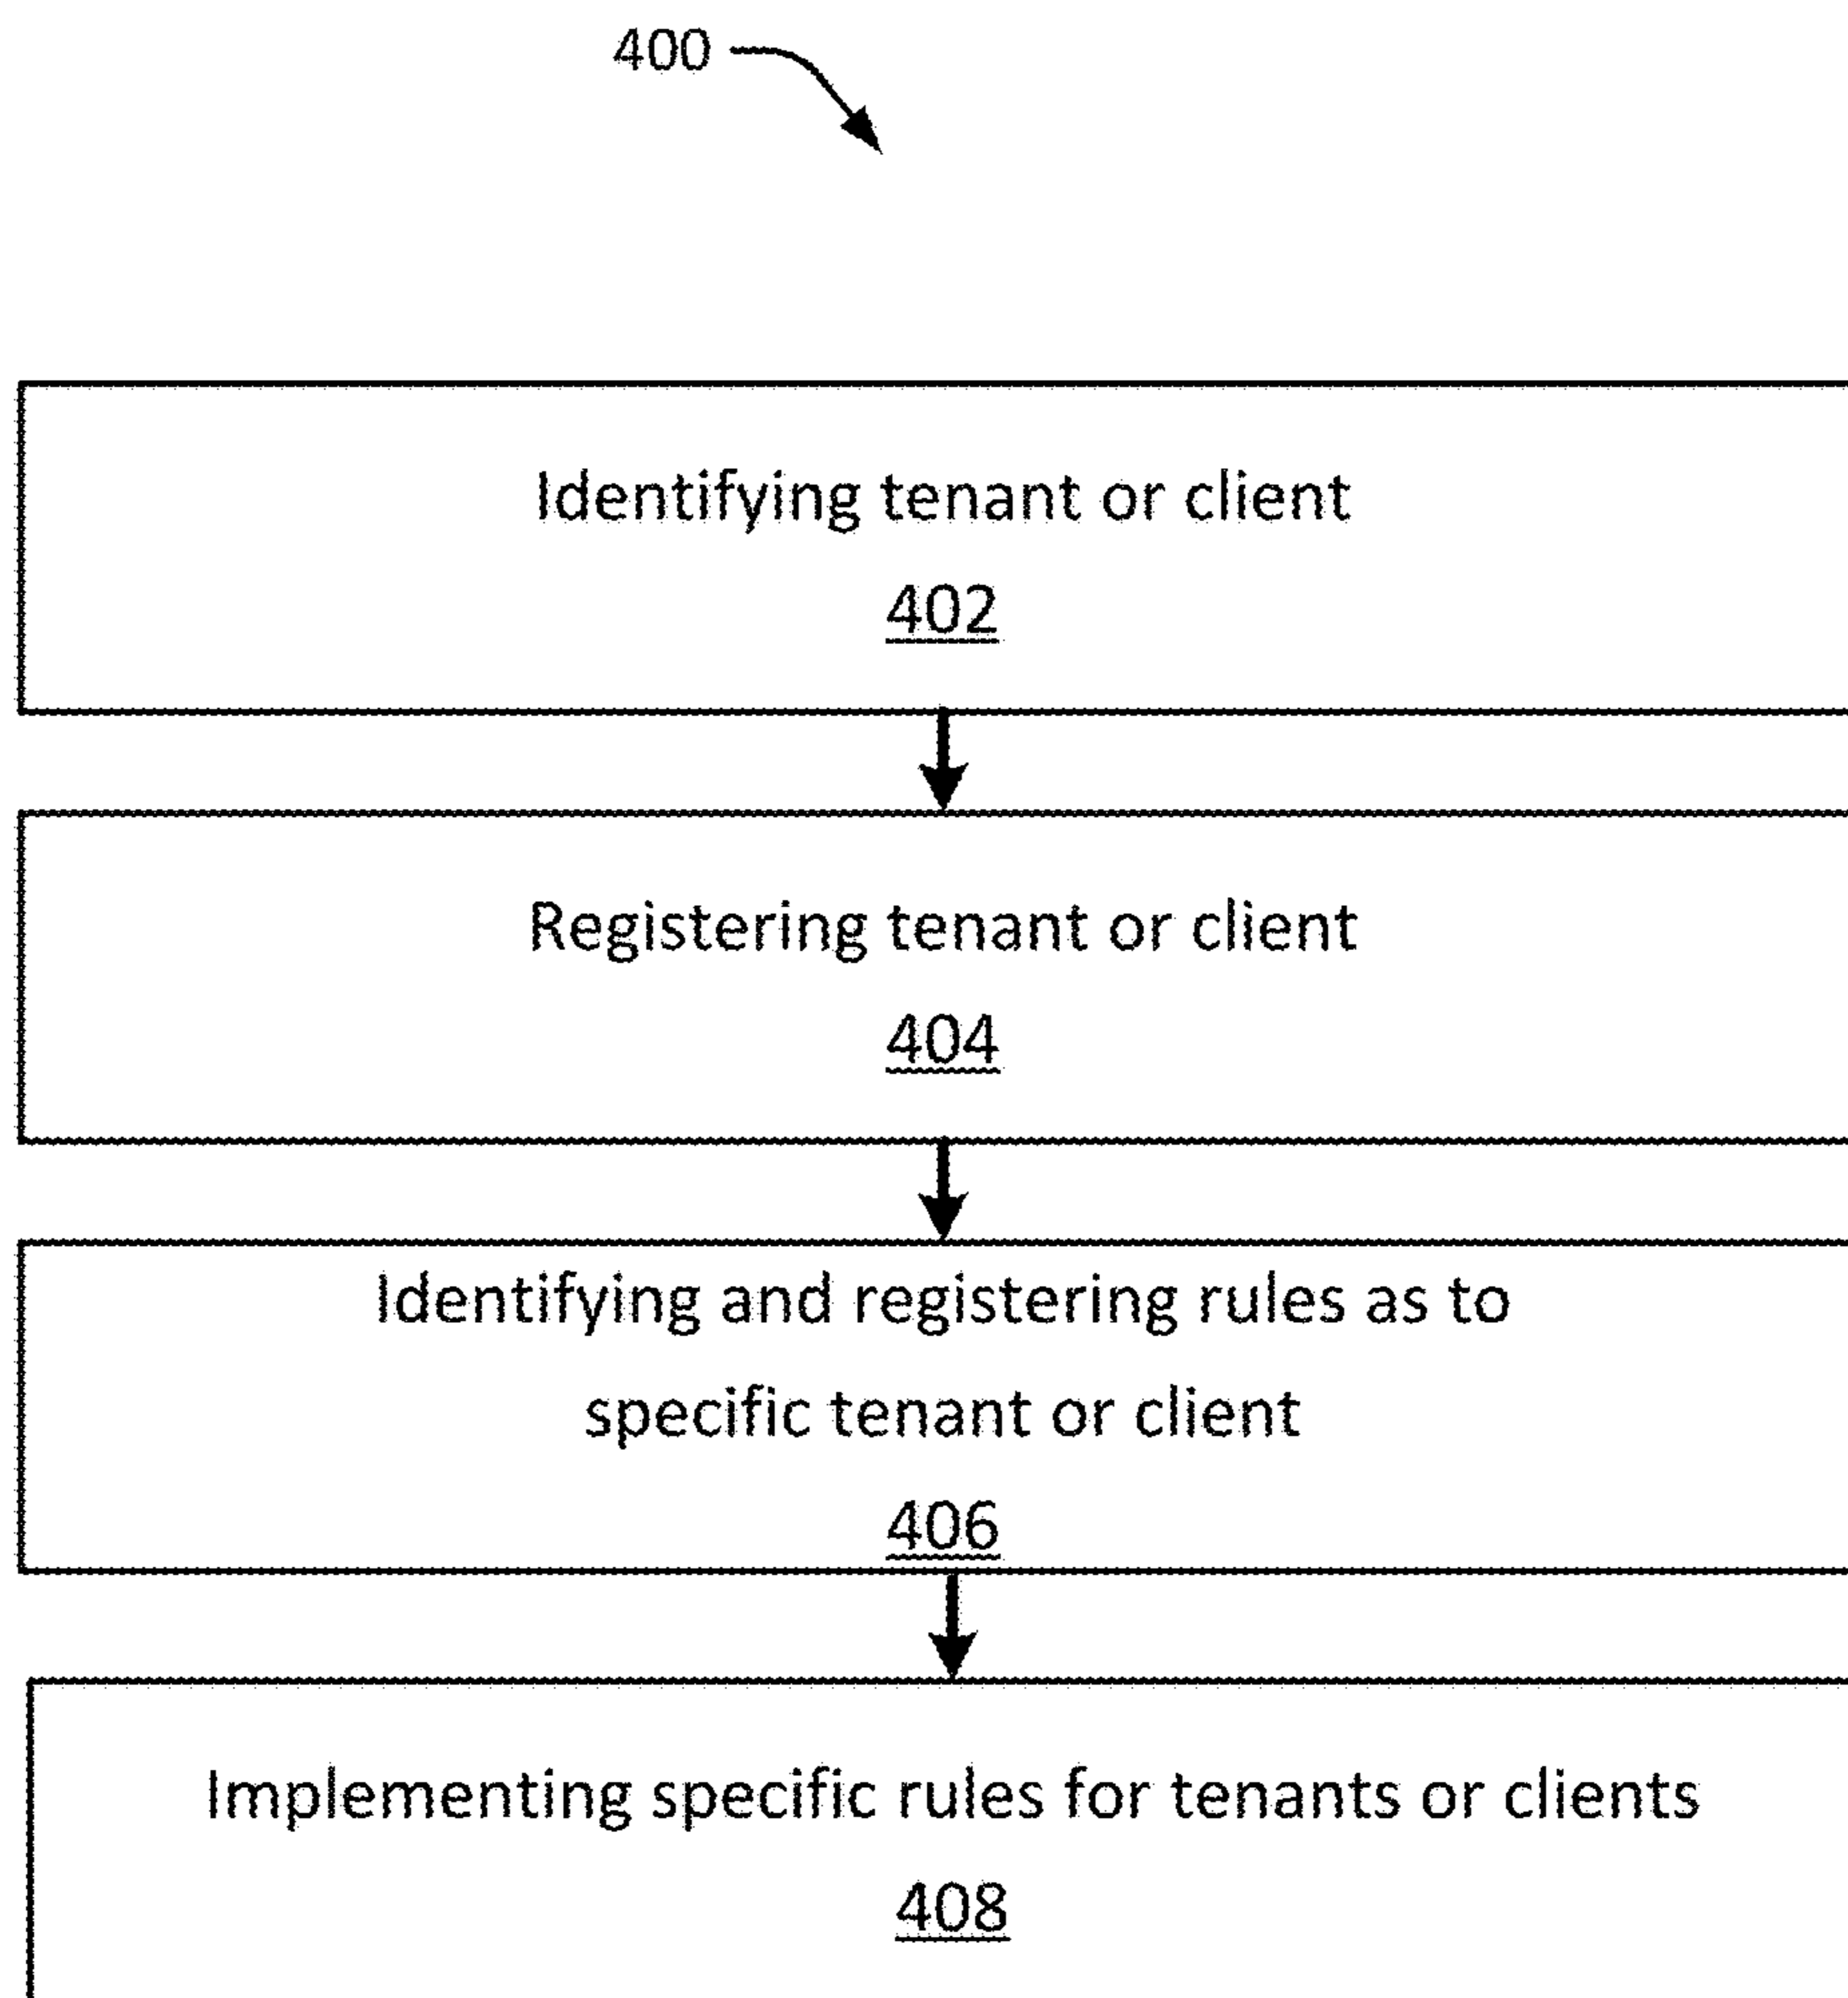 400
Identifying tenant or client
402
Registering tenant or client
404
Identifying and registering rules as to
specific tenant or client
406
Implementing specific rules for tenants or clients
408